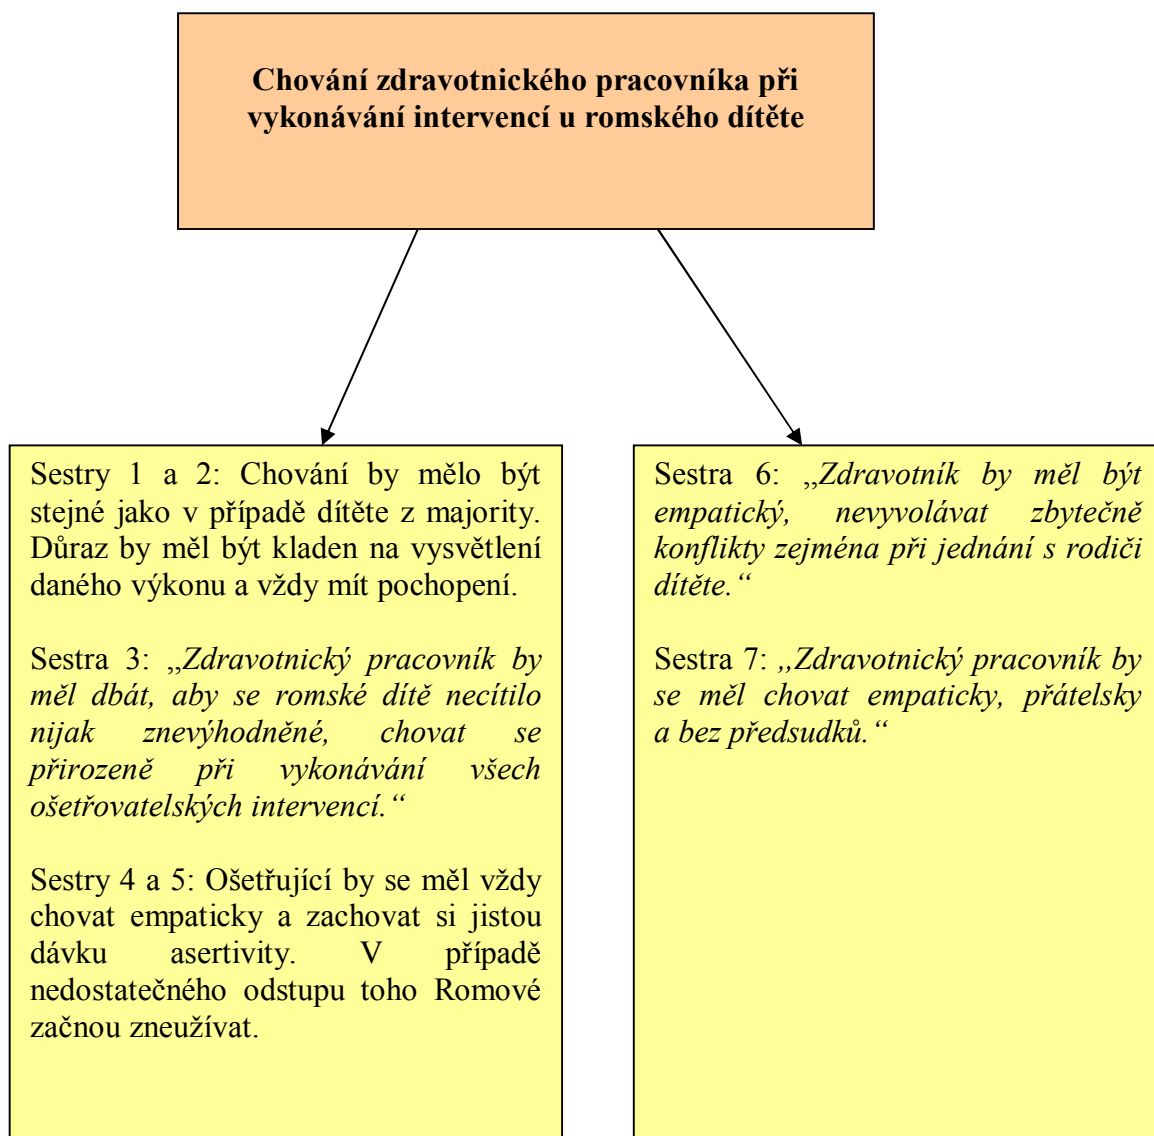 Chování zdravotnického pracovníka při
vykonávání intervencí u romského dítěte
Sestry 1 a 2: Chování by mělo být
stejné jako v případě dítěte z majority.
Důraz by měl být kladen na vysvětlení
daného výkonu a vždy mít pochopení.
Sestra 3: „Zdravotnický pracovník by
měl dbát, aby se romské dítě necítilo
nijak znevýhodněné, chovat se
přirozeně při vykonávání všech
ošetřovatelských intervencí.“
Sestry 4 a 5: Ošetřující by se měl vždy
chovat empaticky a zachovat si jistou
dávku asertivity. V případě
nedostatečného odstupu toho Romové
začnou zneužívat.
Sestra 6: „Zdravotník by měl být
empatický, nevyvolávat zbytečně
konflikty zejména při jednání s rodiči
dítěte.“
Sestra 7: „Zdravotnický pracovník by
se měl chovat empaticky, přátelsky
a bez předsudků.“